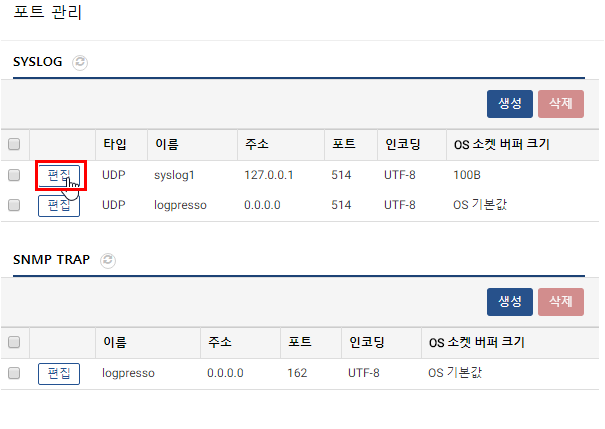 포트 관리
SYSLOG
생성 삭제
타입 이름 주소 포트 인코딩 OS 소켓 버퍼 크기
편집 UDP syslog1 127.0.0.1 514 UTF-8 100B
편집 UDP logpresso 0.0.0.0 514 UTF-8 OS 기본값
SNMP TRAP
생성 삭제
이름 주소 포트 인코딩 OS 소켓 버퍼 크기
편집 logpresso 0.0.0.0 162 UTF-8 OS 기본값